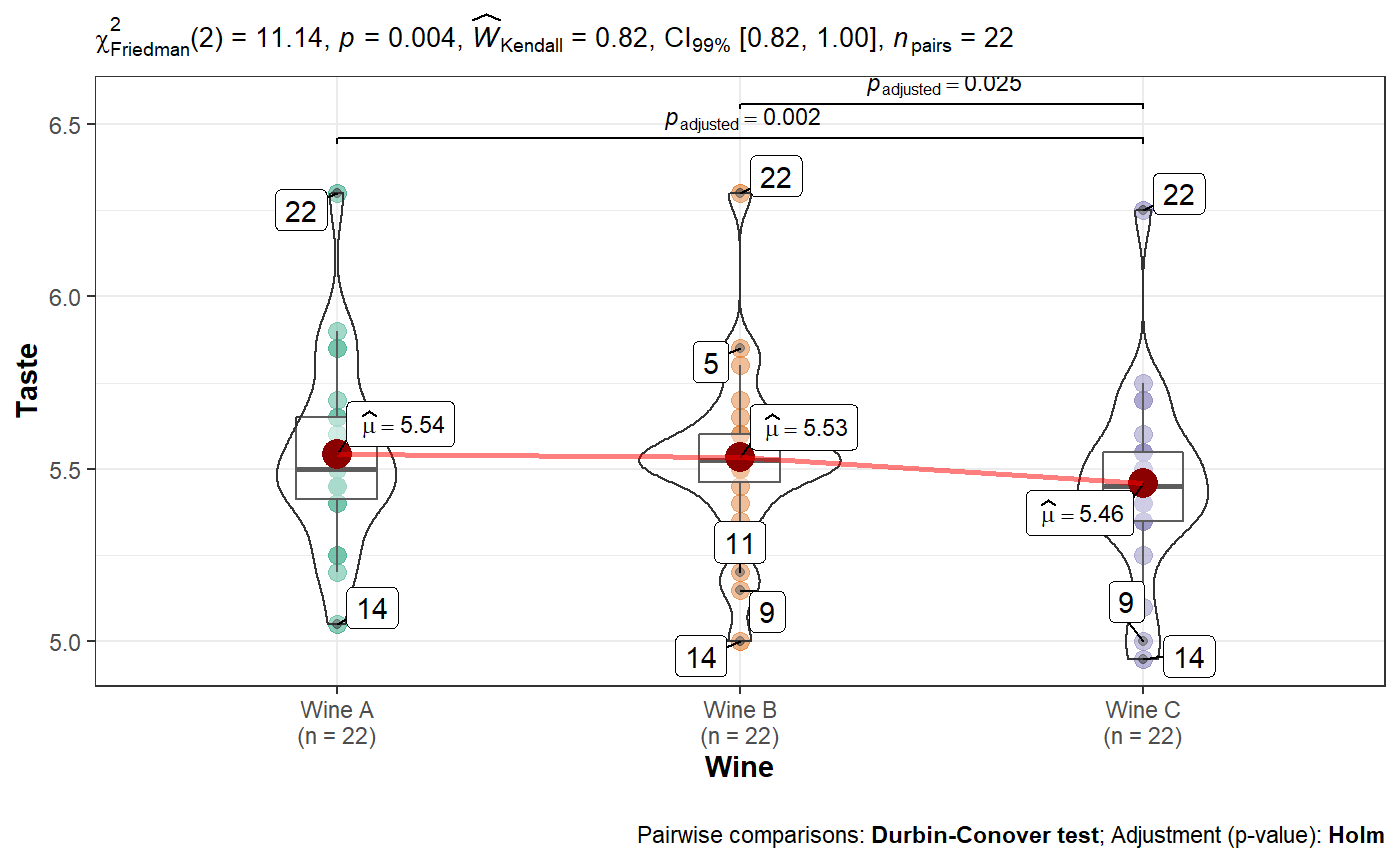 χ²Friedman(2) = 11.14, p = 0.004, ŴKendall = 0.82, CI99% [0.82, 1.00], npairs = 22
padjusted = 0.025
padjusted = 0.002
6.5
6.0
5.5
5.0
Taste
22
22
22
5
μ̂ = 5.54
μ̂ = 5.53
μ̂ = 5.46
11
14
9
9
14
14
Wine A
(n = 22)
Wine B
(n = 22)
Wine C
(n = 22)
Wine
Pairwise comparisons: Durbin-Conover test; Adjustment (p-value): Holm